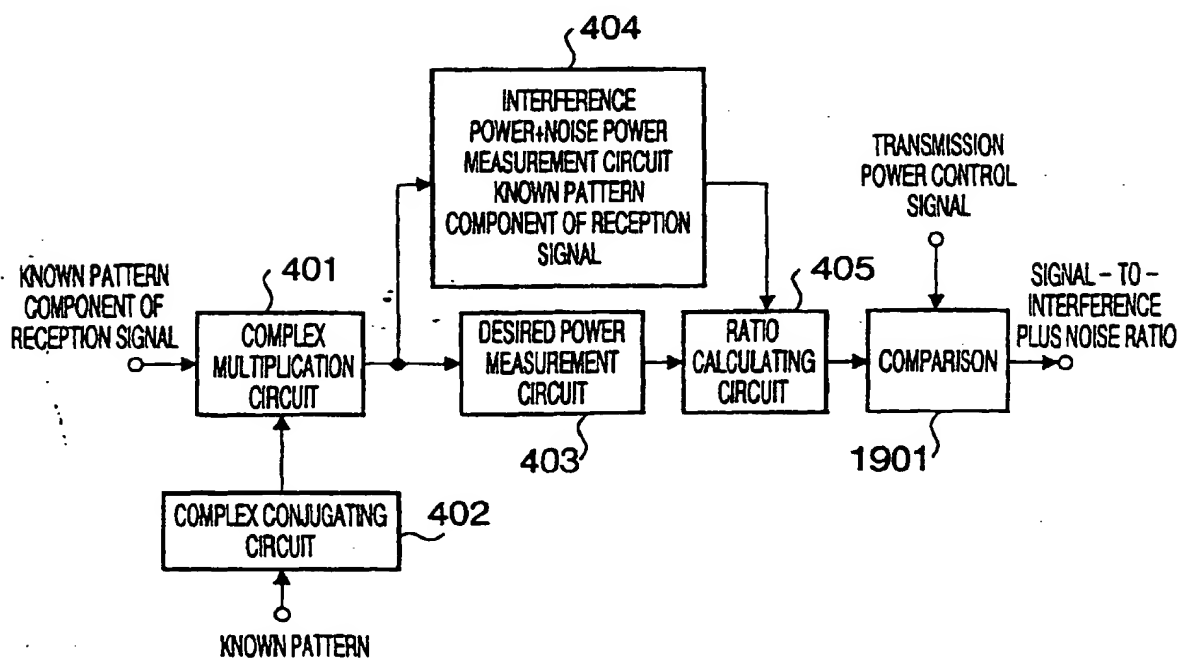 404
INTERFERENCE
POWER+NOISE POWER
MEASUREMENT CIRCUIT
KNOWN PATTERN
COMPONENT OF RECEPTION
SIGNAL
TRANSMISSION
POWER CONTROL
SIGNAL
KNOWN PATTERN
COMPONENT OF
RECEPTION SIGNAL
401
COMPLEX
MULTIPLICATION
CIRCUIT
DESIRED POWER
MEASUREMENT
CIRCUIT
403
405
RATIO
CALCULATING
CIRCUIT
COMPARISON
1901
SIGNAL - TO -
INTERFERENCE
PLUS NOISE RATIO
COMPLEX CONJUGATING
CIRCUIT
402
KNOWN PATTERN